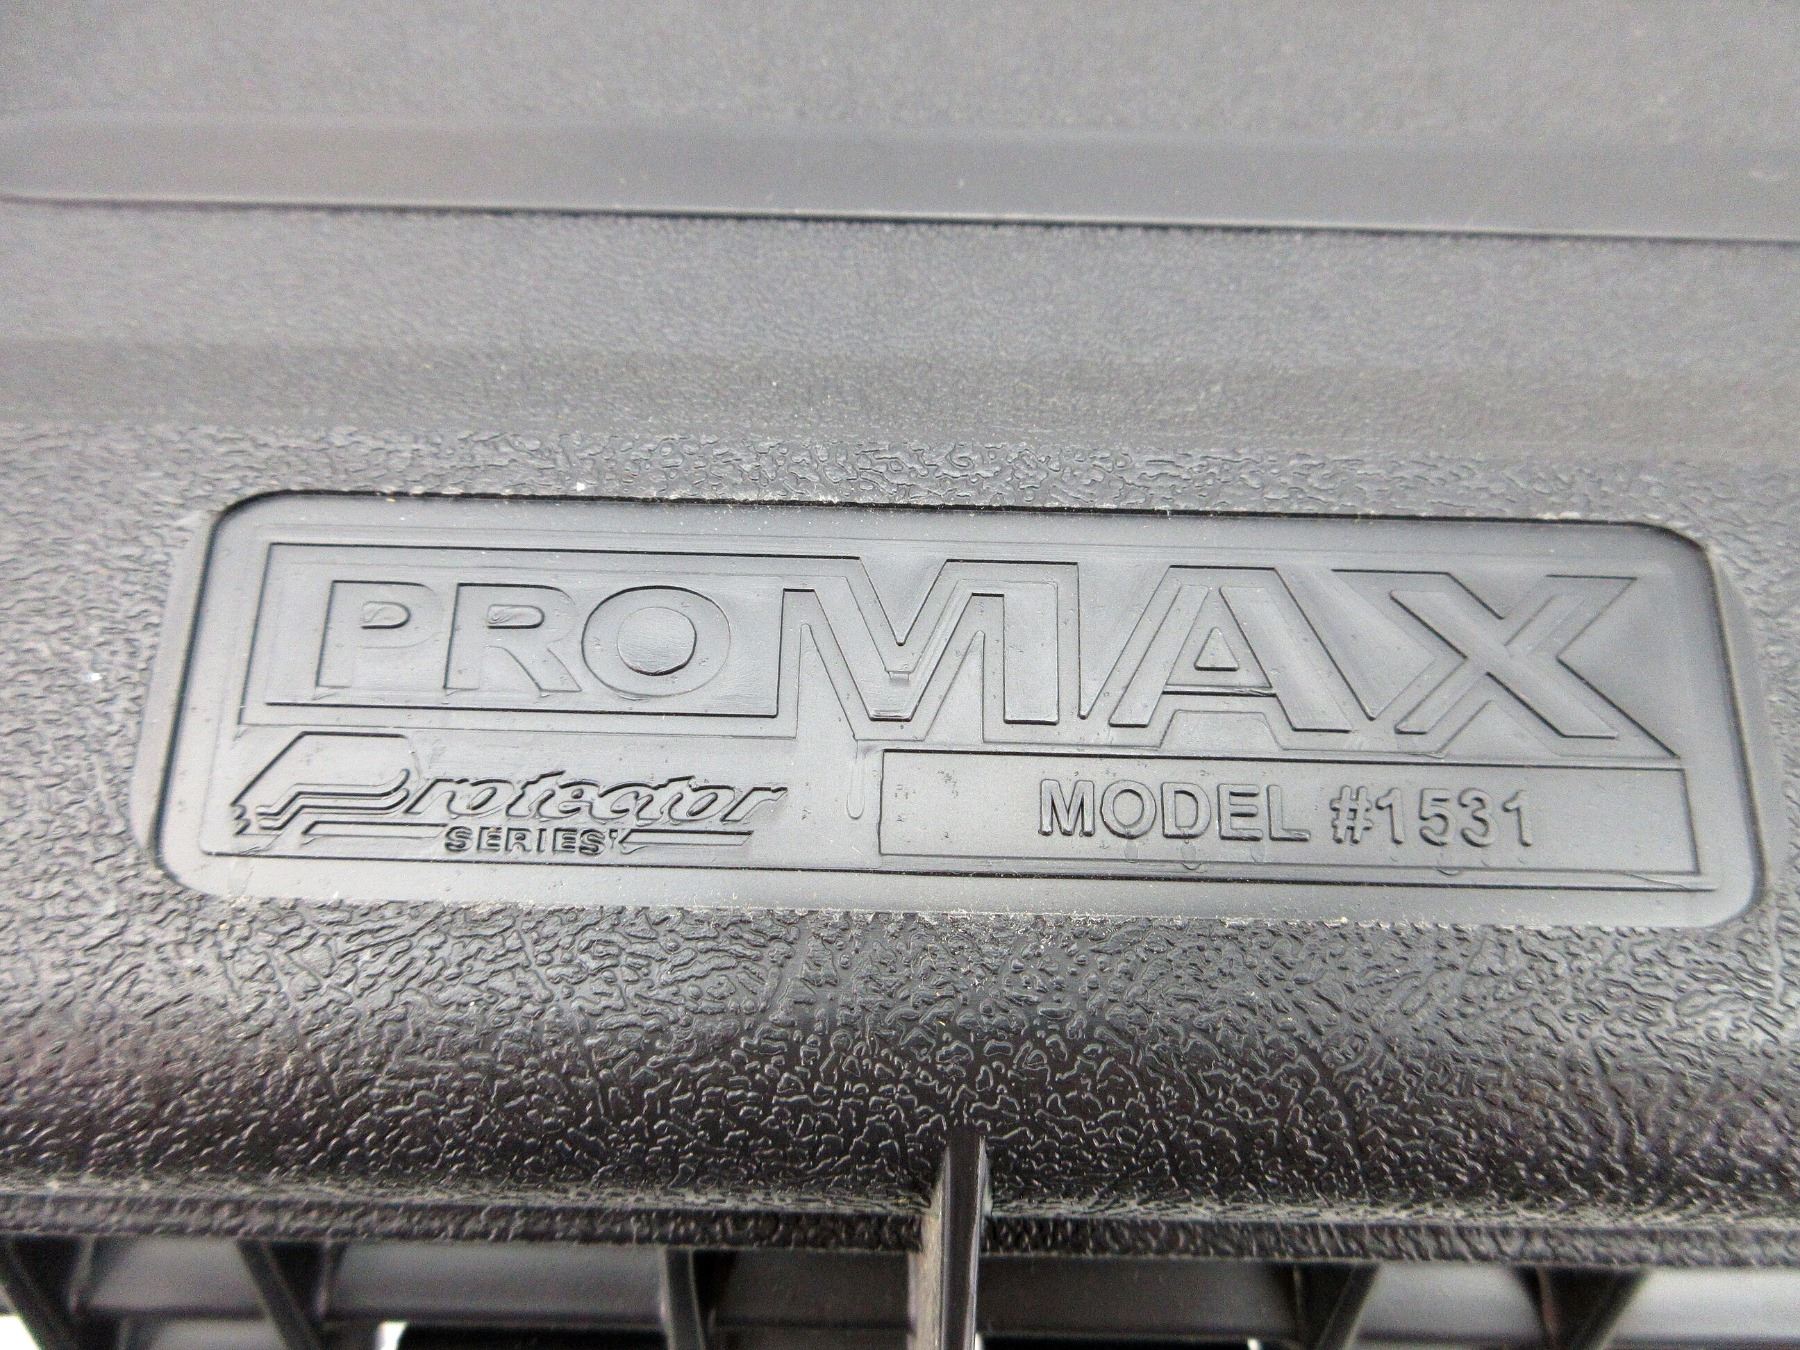 PROMAX
Protector
SERIES
MODEL #1531